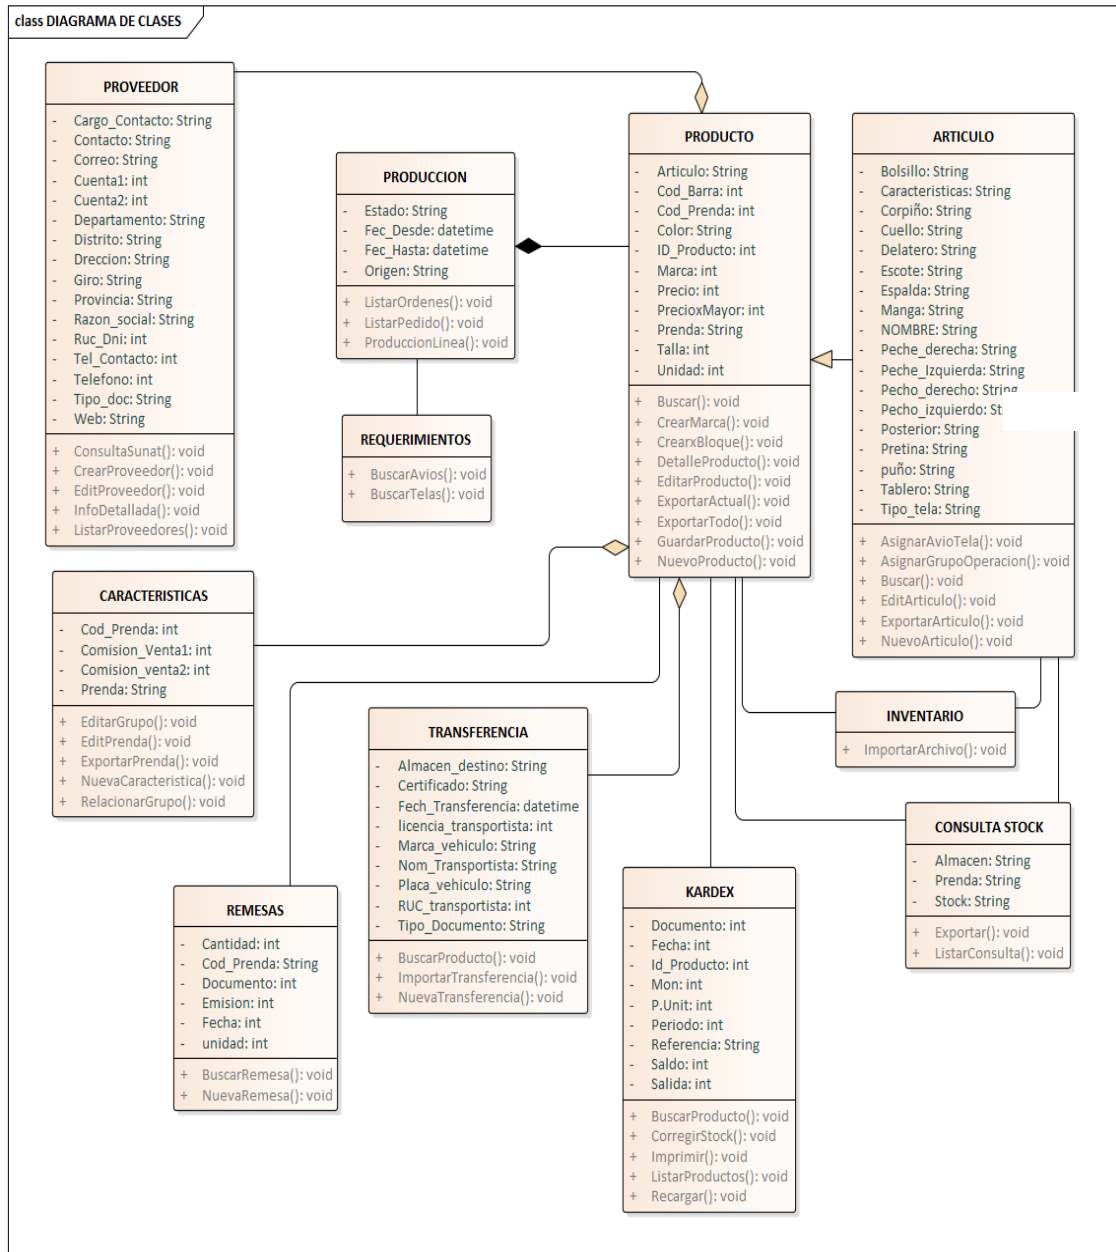 class DIAGRAMA DE CLASES
PROVEEDOR
- Cargo_Contacto: String
- Contacto: String
- Correo: String
- Cuenta1: int
- Cuenta2: int
- Departamento: String
- Distrito: String
- Dreccion: String
- Giro: String
- Provincia: String
- Razon_social: String
- Ruc_Dni: int
- Tel_Contacto: int
- Telefono: int
- Tipo_doc: String
- Web: String
+ ConsultaSunat(): void
+ CrearProveedor(): void
+ EditProveedor(): void
+ InfoDetallada(): void
+ ListarProveedores(): void
PRODUCCION
- Estado: String
- Fec_Desde: datetime
- Fec_Hasta: datetime
- Origen: String
+ ListarOrdenes(): void
+ ListarPedido(): void
+ ProduccionLinea(): void
REQUERIMIENTOS
+ BuscarAvios(): void
+ BuscarTelas(): void
PRODUCTO
- Articulo: String
- Cod_Barra: int
- Cod_Prenda: int
- Color: String
- ID_Producto: int
- Marca: int
- Precio: int
- PrecioxMayor: int
- Prenda: String
- Talla: int
- Unidad: int
+ Buscar(): void
+ CrearMarca(): void
+ CrearxBloque(): void
+ DetalleProducto(): void
+ EditarProducto(): void
+ ExportarActual(): void
+ ExportarTodo(): void
+ GuardarProducto(): void
+ NuevoProducto(): void
ARTICULO
- Bolsillo: String
- Caracteristicas: String
- Corpiño: String
- Cuello: String
- Delatero: String
- Escote: String
- Espalda: String
- Manga: String
- NOMBRE: String
- Peche_derecha: String
- Peche_Izquierda: String
- Pecho_derecho: String
- Pecho_izquierdo:
- Posterior: String
- Pretina: String
- puño: String
- Tablero: String
- Tipo_tela: String
+ AsignarAvioTela(): void
+ AsignarGrupoOperacion(): void
+ Buscar(): void
+ EditArticulo(): void
+ ExportarArticulo(): void
+ NuevoArticulo(): void
CARACTERISTICAS
- Cod_Prenda: int
- Comision_Venta1: int
- Comision_venta2: int
- Prenda: String
+ EditarGrupo(): void
+ EditPrenda(): void
+ ExportarPrenda(): void
+ NuevaCaracteristica(): void
+ RelacionarGrupo(): void
TRANSFERENCIA
- Almacen_destino: String
- Certificado: String
- Fech_Transferencia: datetime
- licencia_transportista: int
- Marca_vehiculo: String
- Nom_Transportista: String
- Placa_vehiculo: String
- RUC_transportista: int
- Tipo_Documento: String
+ BuscarProducto(): void
+ ImportarTransferencia(): void
+ NuevaTransferencia(): void
INVENTARIO
+ ImportarArchivo(): void
CONSULTA STOCK
- Almacen: String
- Prenda: String
- Stock: String
+ Exportar(): void
+ ListarConsulta(): void
REMESAS
- Cantidad: int
- Cod_Prenda: String
- Documento: int
- Emision: int
- Fecha: int
- unidad: int
+ BuscarRemesa(): void
+ NuevaRemesa(): void
KARDEX
- Documento: int
- Fecha: int
- Id_Producto: int
- Mon: int
- P.Unit: int
- Periodo: int
- Referencia: String
- Saldo: int
- Salida: int
+ BuscarProducto(): void
+ CorregirStock(): void
+ Imprimir(): void
+ ListarProductos(): void
+ Recargar(): void